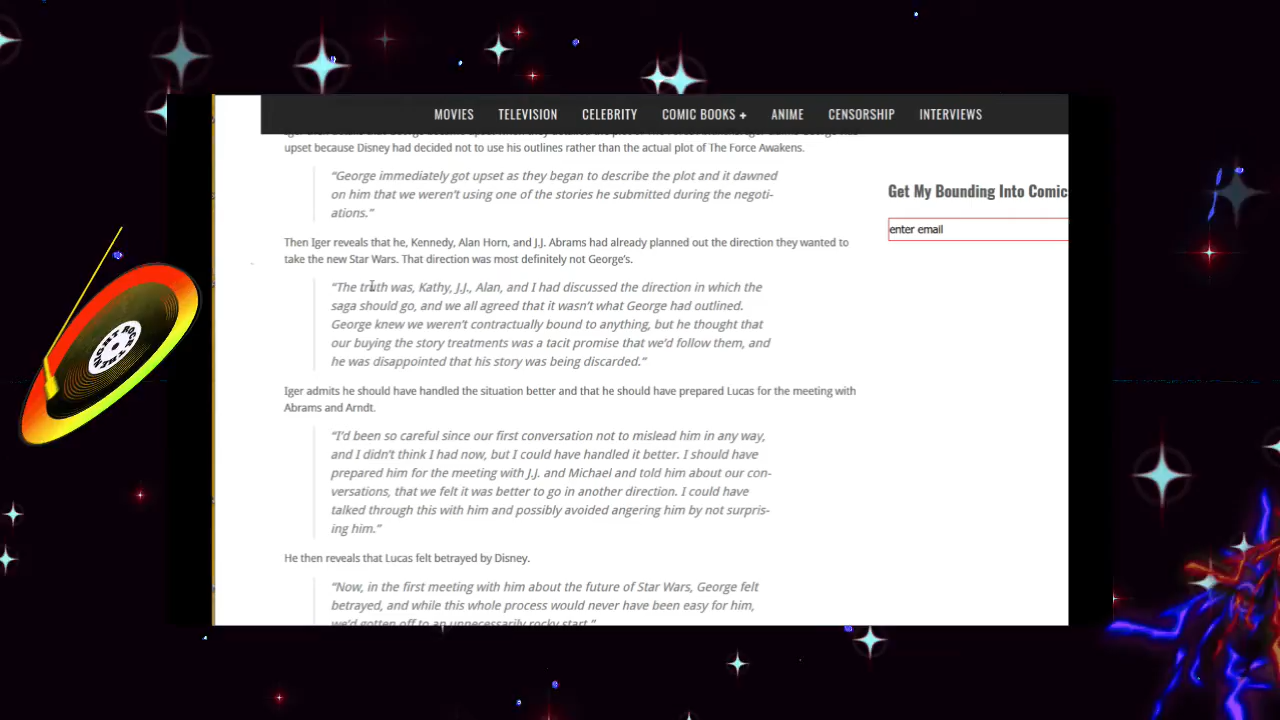 MOVIES TELEVISION CELEBRITY COMIC BOOKS + ANIME CENSORSHIP INTERVIEWS
upset because Disney had decided not to use his outlines rather than the actual plot of The Force Awakens.
“George immediately got upset as they began to describe the plot and it dawned
on him that we weren’t using one of the stories he submitted during the negoti-
ations.”
Then Iger reveals that he, Kennedy, Alan Horn, and J.J. Abrams had already planned out the direction they wanted to
take the new Star Wars. That direction was most definitely not George’s.
“The truth was, Kathy, J.J., Alan, and I had discussed the direction in which the
saga should go, and we all agreed that it wasn’t what George had outlined.
George knew we weren’t contractually bound to anything, but he thought that
our buying the story treatments was a tacit promise that we’d follow them, and
he was disappointed that his story was being discarded.”
Iger admits he should have handled the situation better and that he should have prepared Lucas for the meeting with
Abrams and Arndt.
“I’d been so careful since our first conversation not to mislead him in any way,
and I didn’t think I had now, but I could have handled it better. I should have
prepared him for the meeting with J.J. and Michael and told him about our con-
versations, that we felt it was better to go in another direction. I could have
talked through this with him and possibly avoided angering him by not surpris-
ing him.”
He then reveals that Lucas felt betrayed by Disney.
“Now, in the first meeting with him about the future of Star Wars, George felt
betrayed, and while this whole process would never have been easy for him,
we’d gotten off to an unnecessarily rocky start.”
Get My Bounding Into Comic
enter email